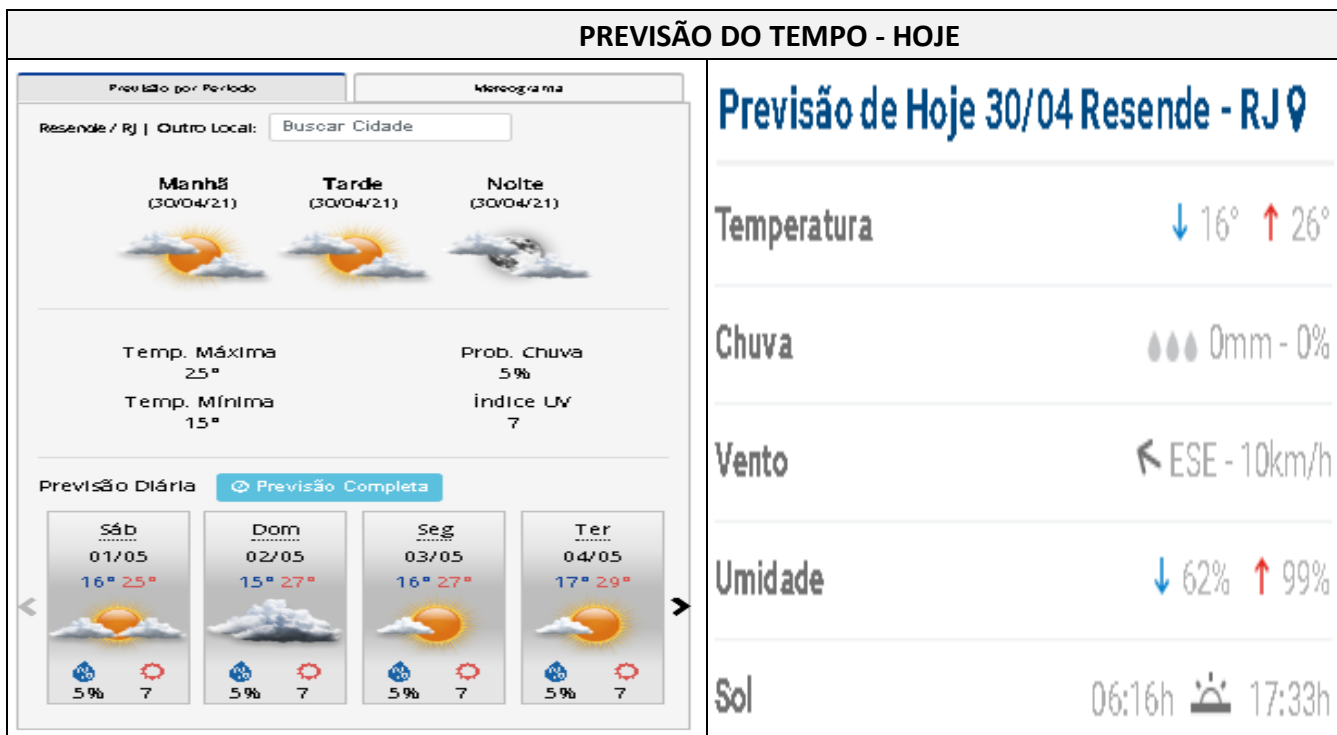 PREVISÃO DO TEMPO - HOJE
Previsão por Período
Meteograma
Resende / RJ | Outro Local: Buscar Cidade
Manhã Tarde Noite
(30/04/21) (30/04/21) (30/04/21)
Temp. Máxima Prob. Chuva
25° 5%
Temp. Mínima Índice UV
15° 7
Previsão Diária Previsão Completa
Sáb Dom Seg Ter
01/05 02/05 03/05 04/05
16° 25° 15° 27° 16° 27° 17° 29°
5% 7 5% 7 5% 7 5% 7
Previsão de Hoje 30/04 Resende - RJ
Temperatura 16° 26°
Chuva 0mm - 0%
Vento ESE - 10km/h
Umidade 62% 99%
Sol 06:16h 17:33h